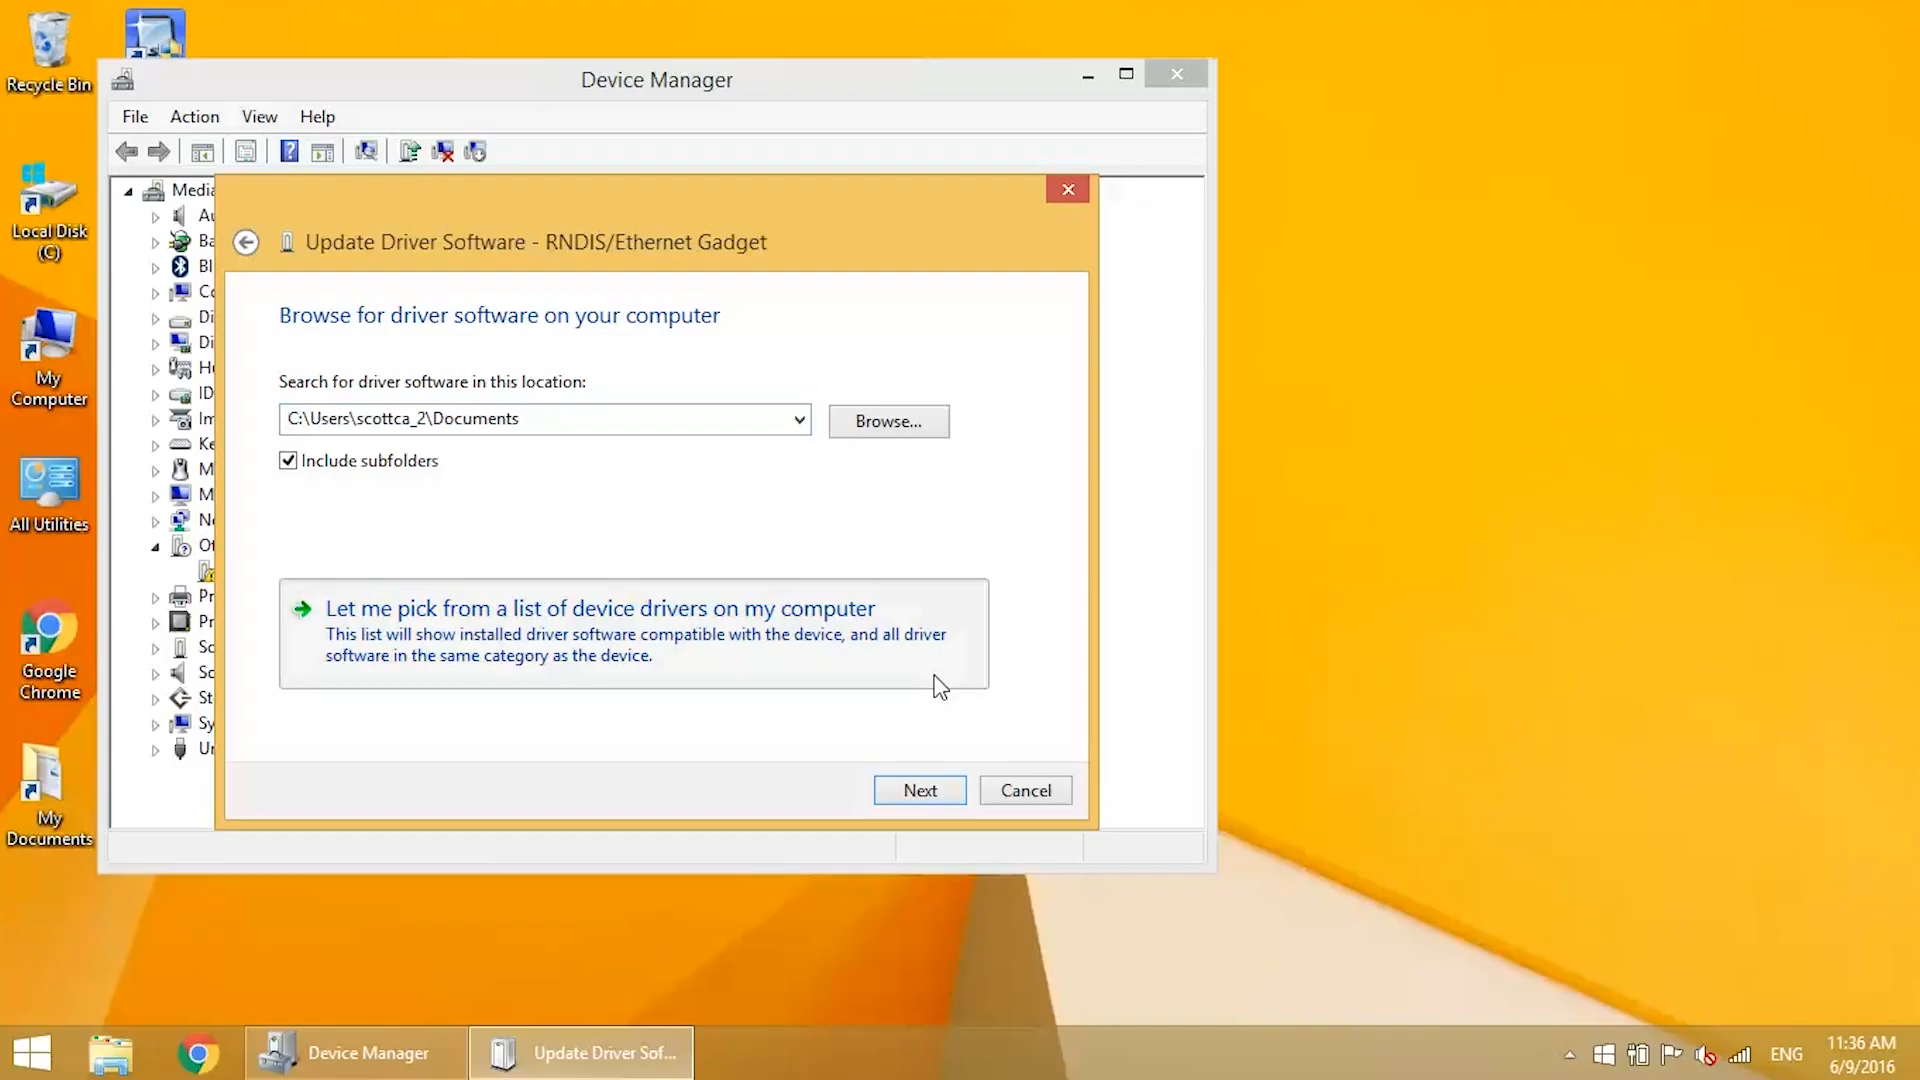 Recycle Bin
Local Disk
(C)
My
Computer
All Utilities
Google
Chrome
My
Documents
Device Manager
File Action View Help
Media
Au
Ba
Bl
Co
Di
Di
Hu
ID
Im
Ke
M
M
Ne
Ot
Pr
Pr
So
So
St
Sy
Un
Update Driver Software - RNDIS/Ethernet Gadget
Browse for driver software on your computer
Search for driver software in this location:
C:\Users\scottca_2\Documents
Browse...
Include subfolders
Let me pick from a list of device drivers on my computer
This list will show installed driver software compatible with the device, and all driver
software in the same category as the device.
Next Cancel
Device Manager
Update Driver Sof...
ENG
11:36 AM
6/9/2016